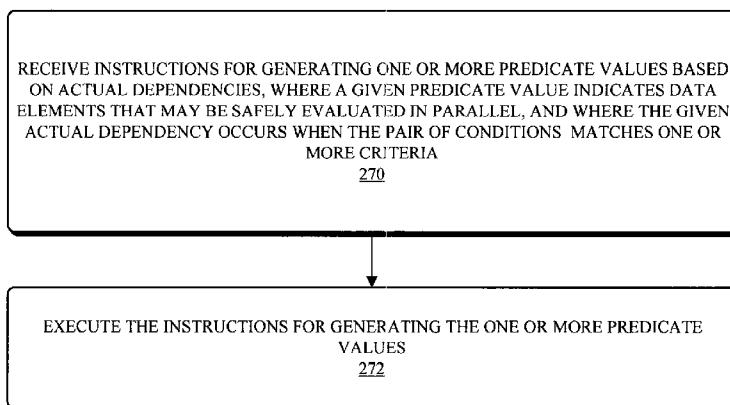 RECEIVE INSTRUCTIONS FOR GENERATING ONE OR MORE PREDICATE VALUES BASED
ON ACTUAL DEPENDENCIES, WHERE A GIVEN PREDICATE VALUE INDICATES DATA
ELEMENTS THAT MAY BE SAFELY EVALUATED IN PARALLEL, AND WHERE THE GIVEN
ACTUAL DEPENDENCY OCCURS WHEN THE PAIR OF CONDITIONS MATCHES ONE OR
MORE CRITERIA
270
EXECUTE THE INSTRUCTIONS FOR GENERATING THE ONE OR MORE PREDICATE
VALUES
272